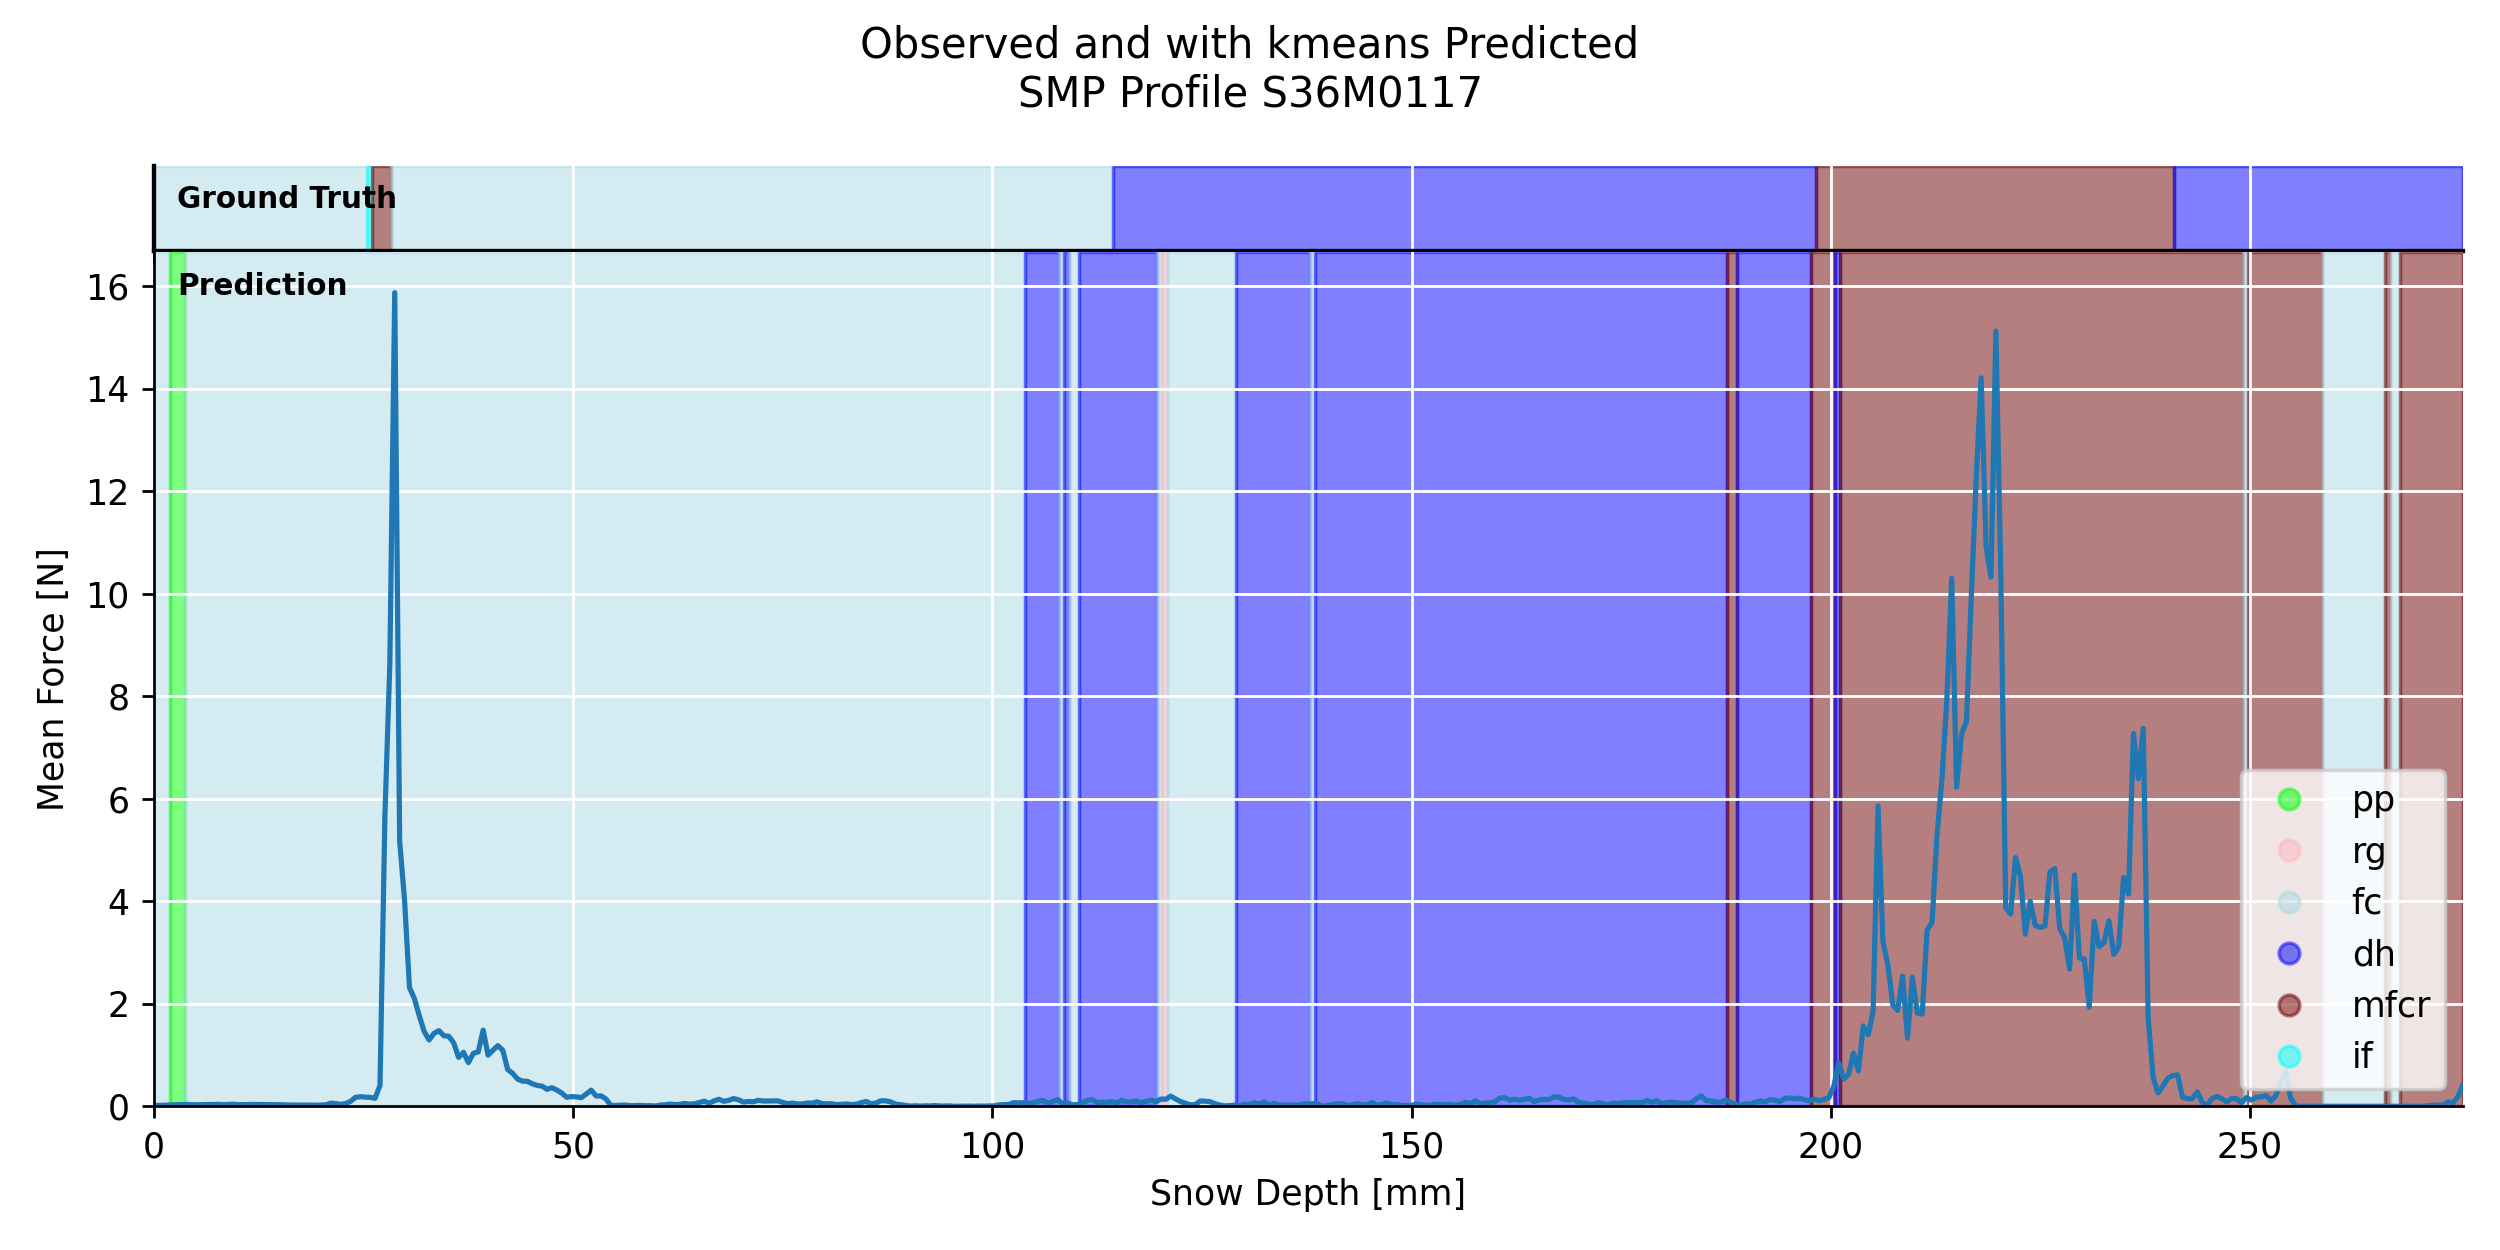 Observed and with kmeans Predicted
SMP Profile S36M0117
Ground Truth
Prediction
16
14
12
10
8
6
4
2
0
Mean Force [N]
0 50 100 150 200 250
Snow Depth [mm]
pp
rg
fc
dh
mfcr
if